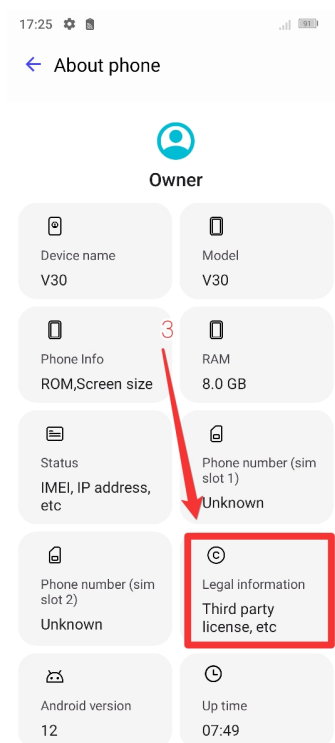 17:25
91
About phone
Owner
Device name
V30
Model
V30
Phone Info
ROM,Screen size
3
RAM
8.0 GB
Status
IMEI, IP address,
etc
Phone number (sim
slot 1)
Unknown
Phone number (sim
slot 2)
Unknown
©
Legal information
Third party
license, etc
Android version
12
Up time
07:49